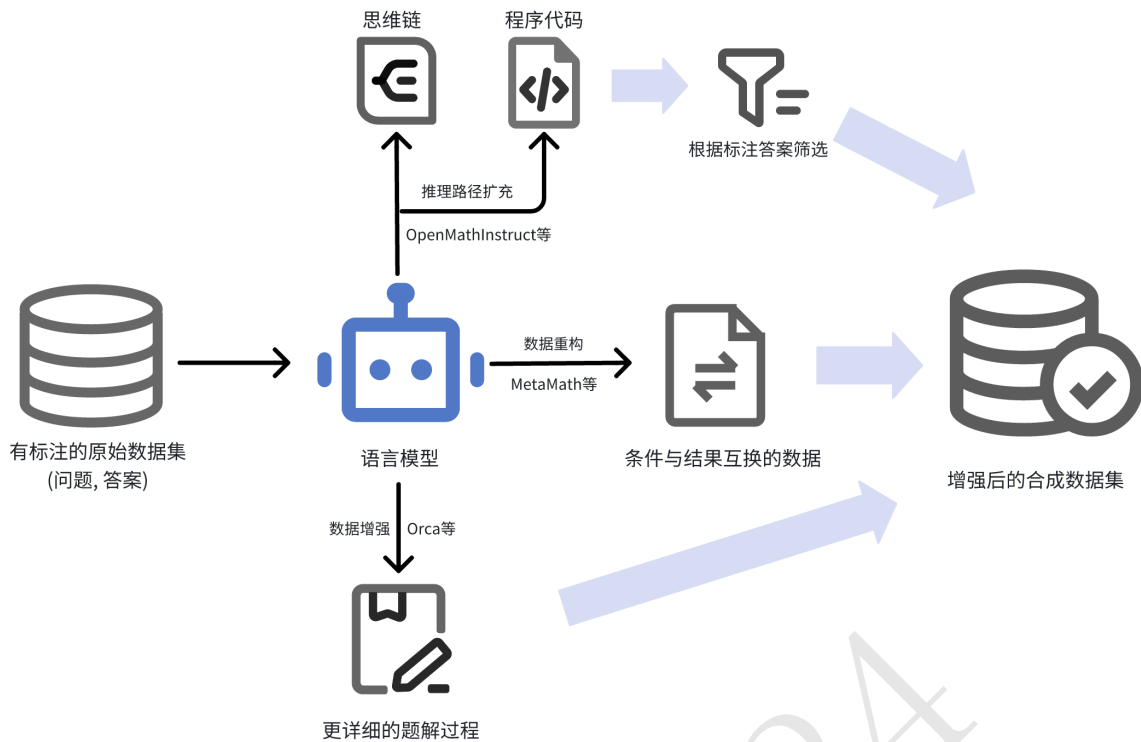 思维链
程序代码
根据标注答案筛选
推理路径扩充
OpenMathInstruct等
有标注的原始数据集
(问题, 答案)
语言模型
数据重构
MetaMath等
条件与结果互换的数据
增强后的合成数据集
数据增强
Orca等
更详细的题解过程
24